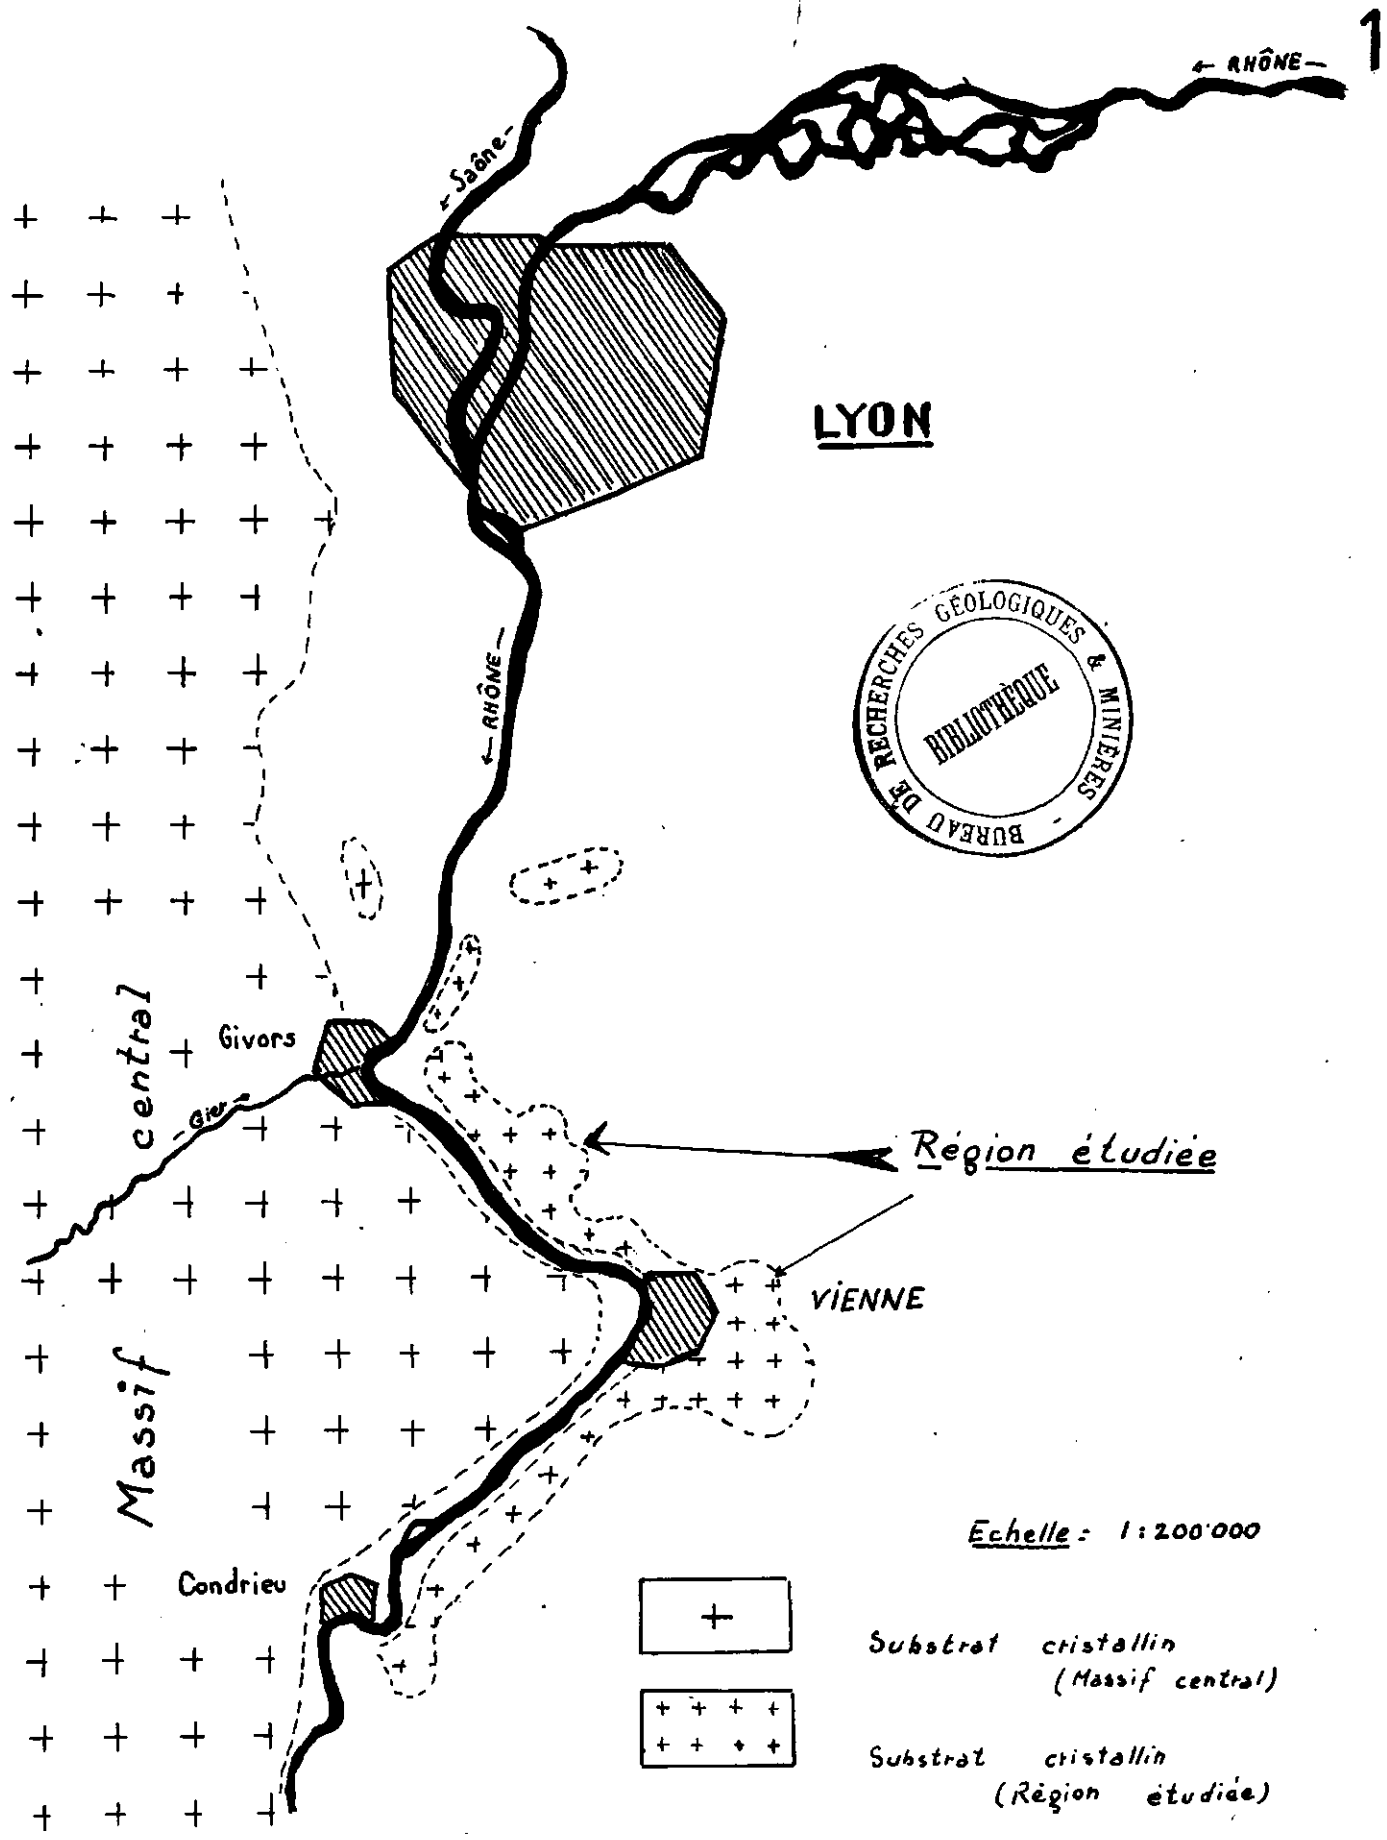 1
← RHÔNE —
← Saône —
LYON
BUREAU DE RECHERCHES GÉOLOGIQUES & MINIÈRES -
BIBLIOTHÈQUE
← RHÔNE —
Givors
Gier →
Massif central
Région étudiée
VIENNE
Condrieu
Echelle : 1:200'000
Substrat cristallin
(Massif central)
Substrat cristallin
(Région étudiée)